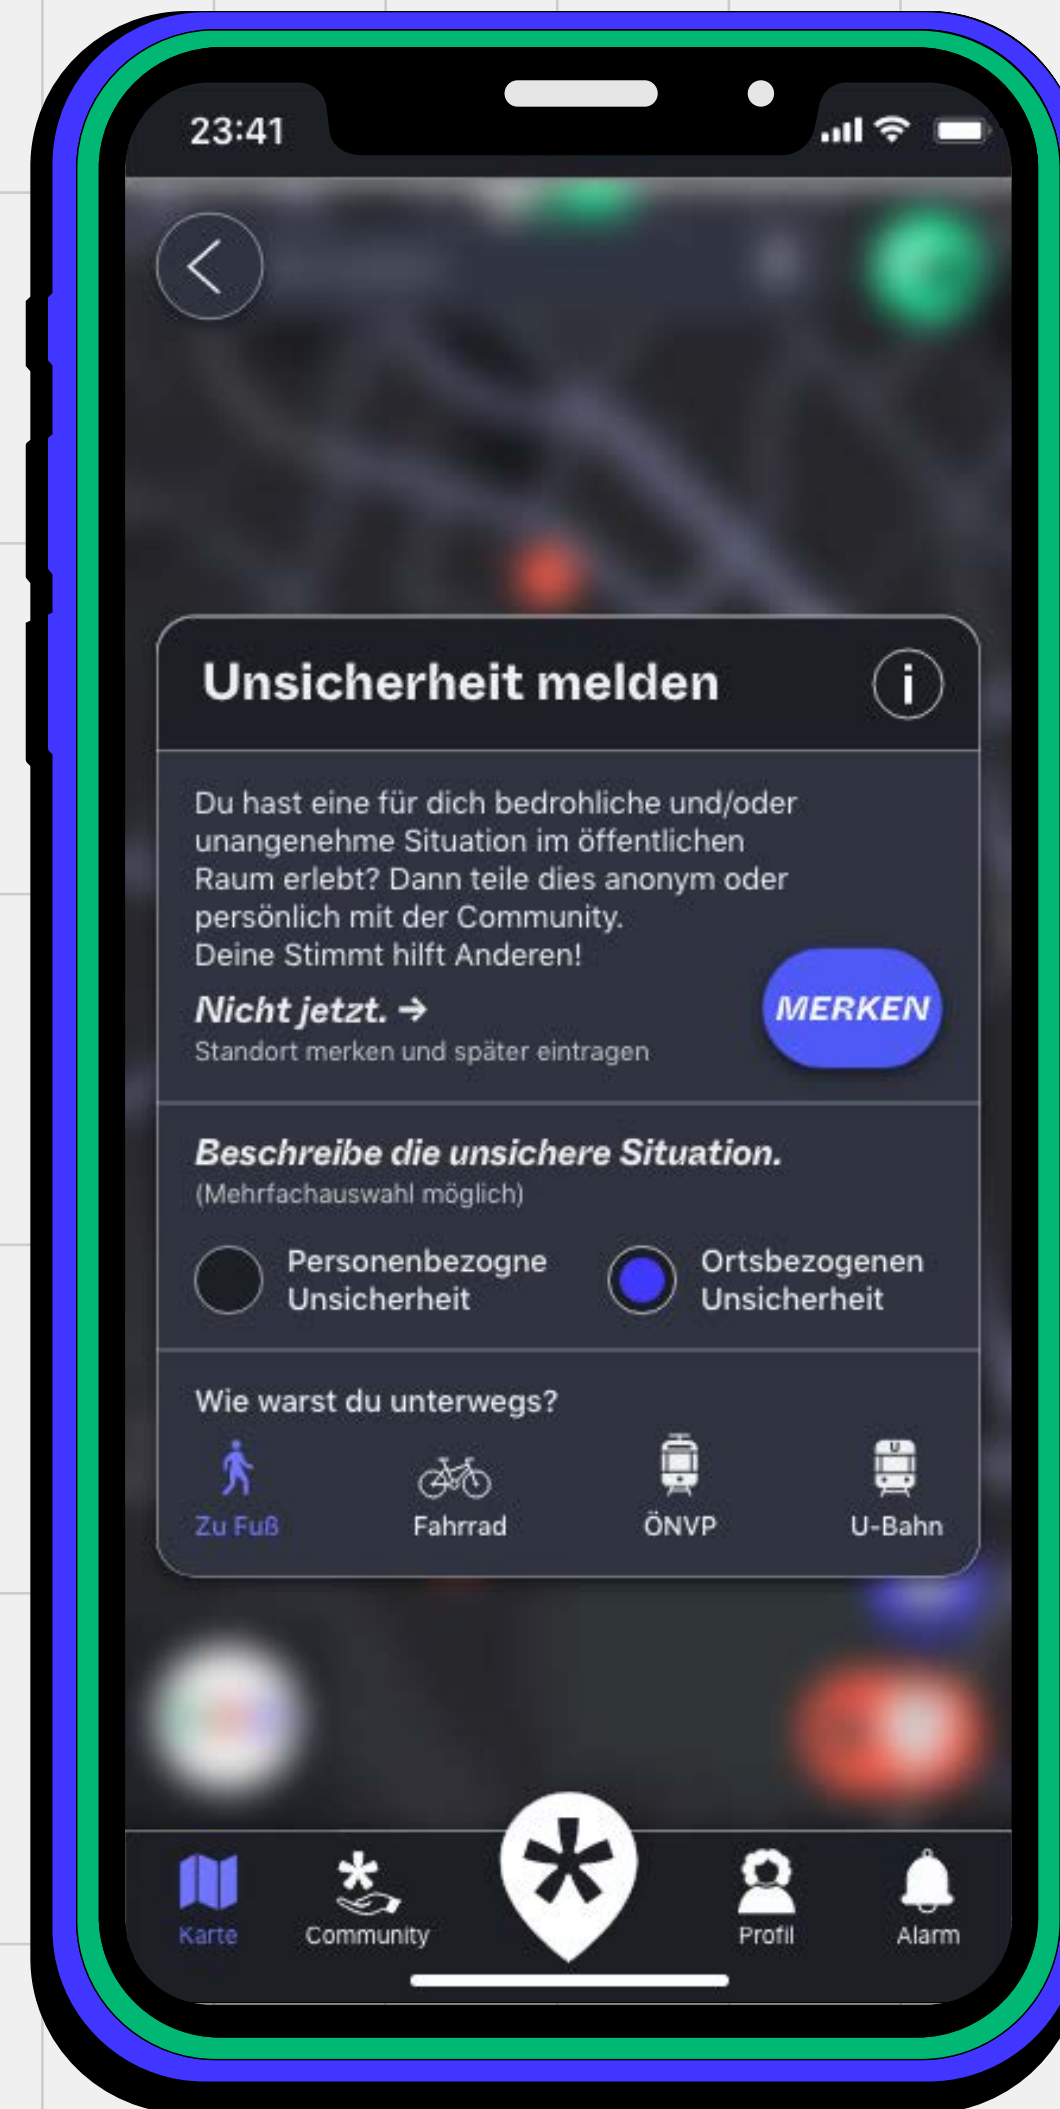 23:41
Unsicherheit melden
i
Du hast eine für dich bedrohliche und/oder
unangenehme Situation im öffentlichen
Raum erlebt? Dann teile dies anonym oder
persönlich mit der Community.
Deine Stimmt hilft Anderen!
Nicht jetzt. →
MERKEN
Standort merken und später eintragen
Beschreibe die unsichere Situation.
(Mehrfachauswahl möglich)
Personenbezogne
Unsicherheit
Ortsbezogenen
Unsicherheit
Wie warst du unterwegs?
U
Zu Fuß
Fahrrad
ÖNVP
U-Bahn
Karte
Community
Profil
Alarm